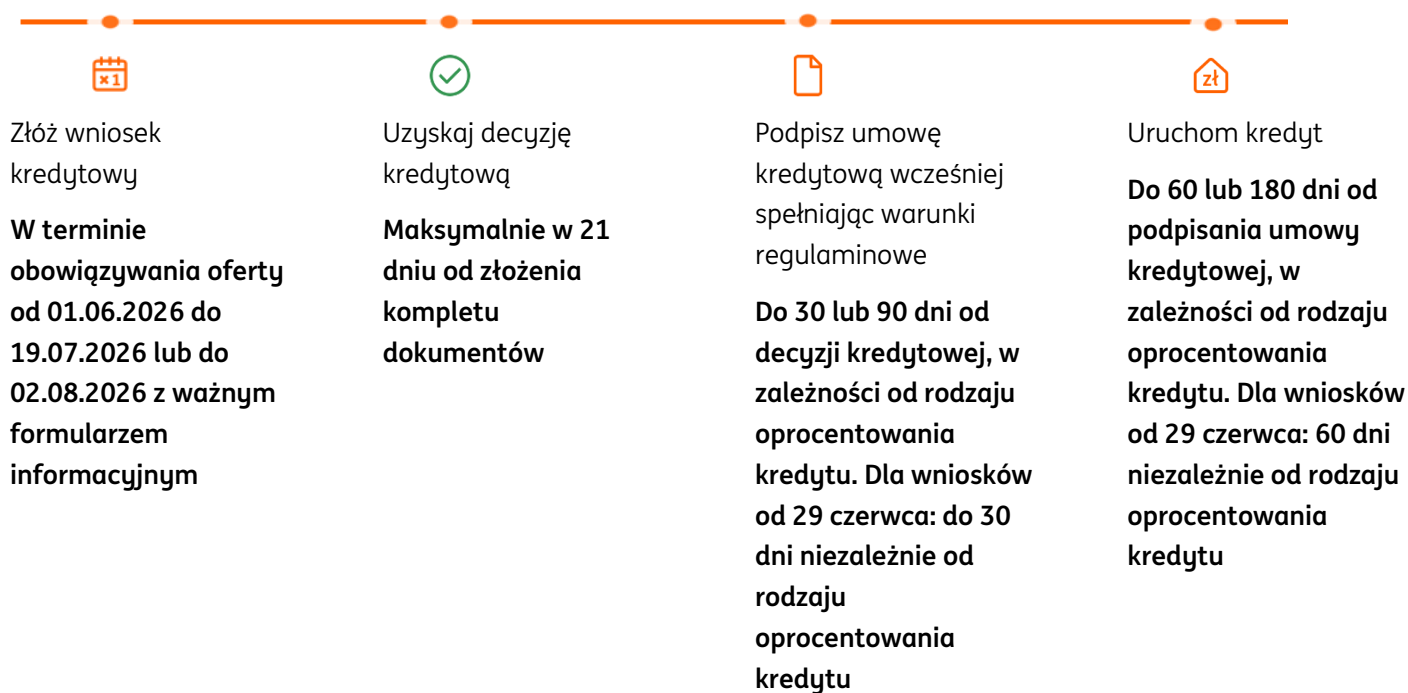 x1
zł
Złóż wniosek
kredytowy
W terminie
obowiązywania oferty
od 01.06.2026 do
19.07.2026 lub do
02.08.2026 z ważnym
formularzem
informacyjnym
Uzyskaj decyzję
kredytową
Maksymalnie w 21
dniu od złożenia
kompletu
dokumentów
Podpisz umowę
kredytową wcześniej
spełniając warunki
regulaminowe
Do 30 lub 90 dni od
decyzji kredytowej, w
zależności od rodzaju
oprocentowania
kredytu. Dla wniosków
od 29 czerwca: do 30
dni niezależnie od
rodzaju
oprocentowania
kredytu
Uruchom kredyt
Do 60 lub 180 dni od
podpisania umowy
kredytowej, w
zależności od rodzaju
oprocentowania
kredytu. Dla wniosków
od 29 czerwca: 60 dni
niezależnie od rodzaju
oprocentowania
kredytu